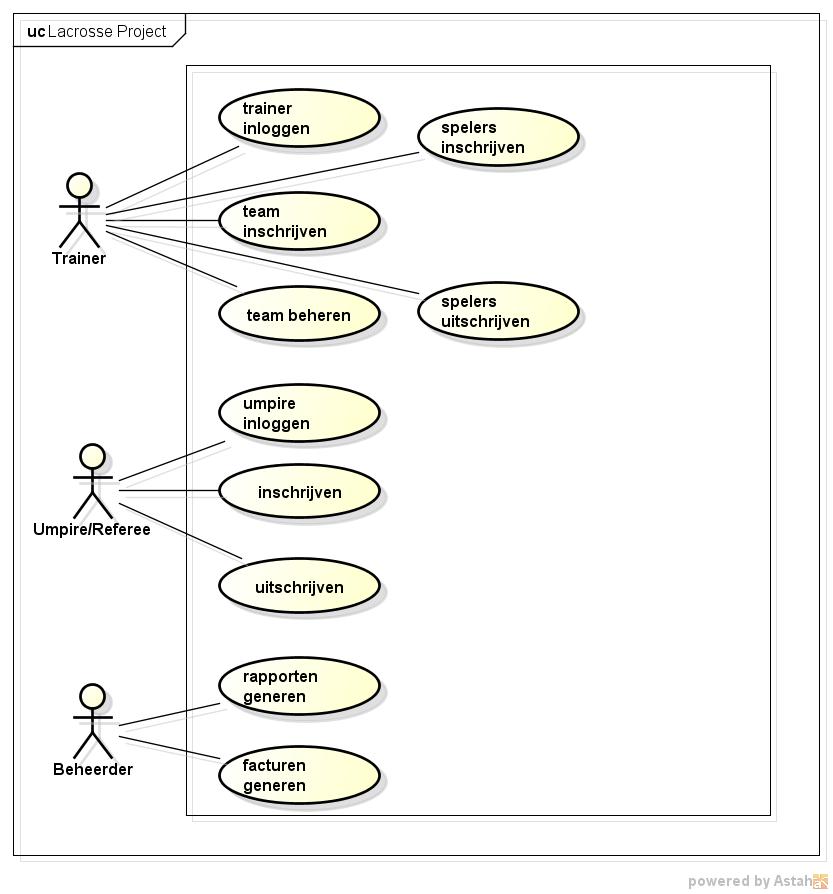 uc Lacrosse Project
trainer
inloggen
spelers
inschrijven
team
inschrijven
Trainer
team beheren
spelers
uitschrijven
umpire
inloggen
inschrijven
Umpire/Referee
uitschrijven
rapporten
generen
Beheerder
facturen
generen
powered by Astah